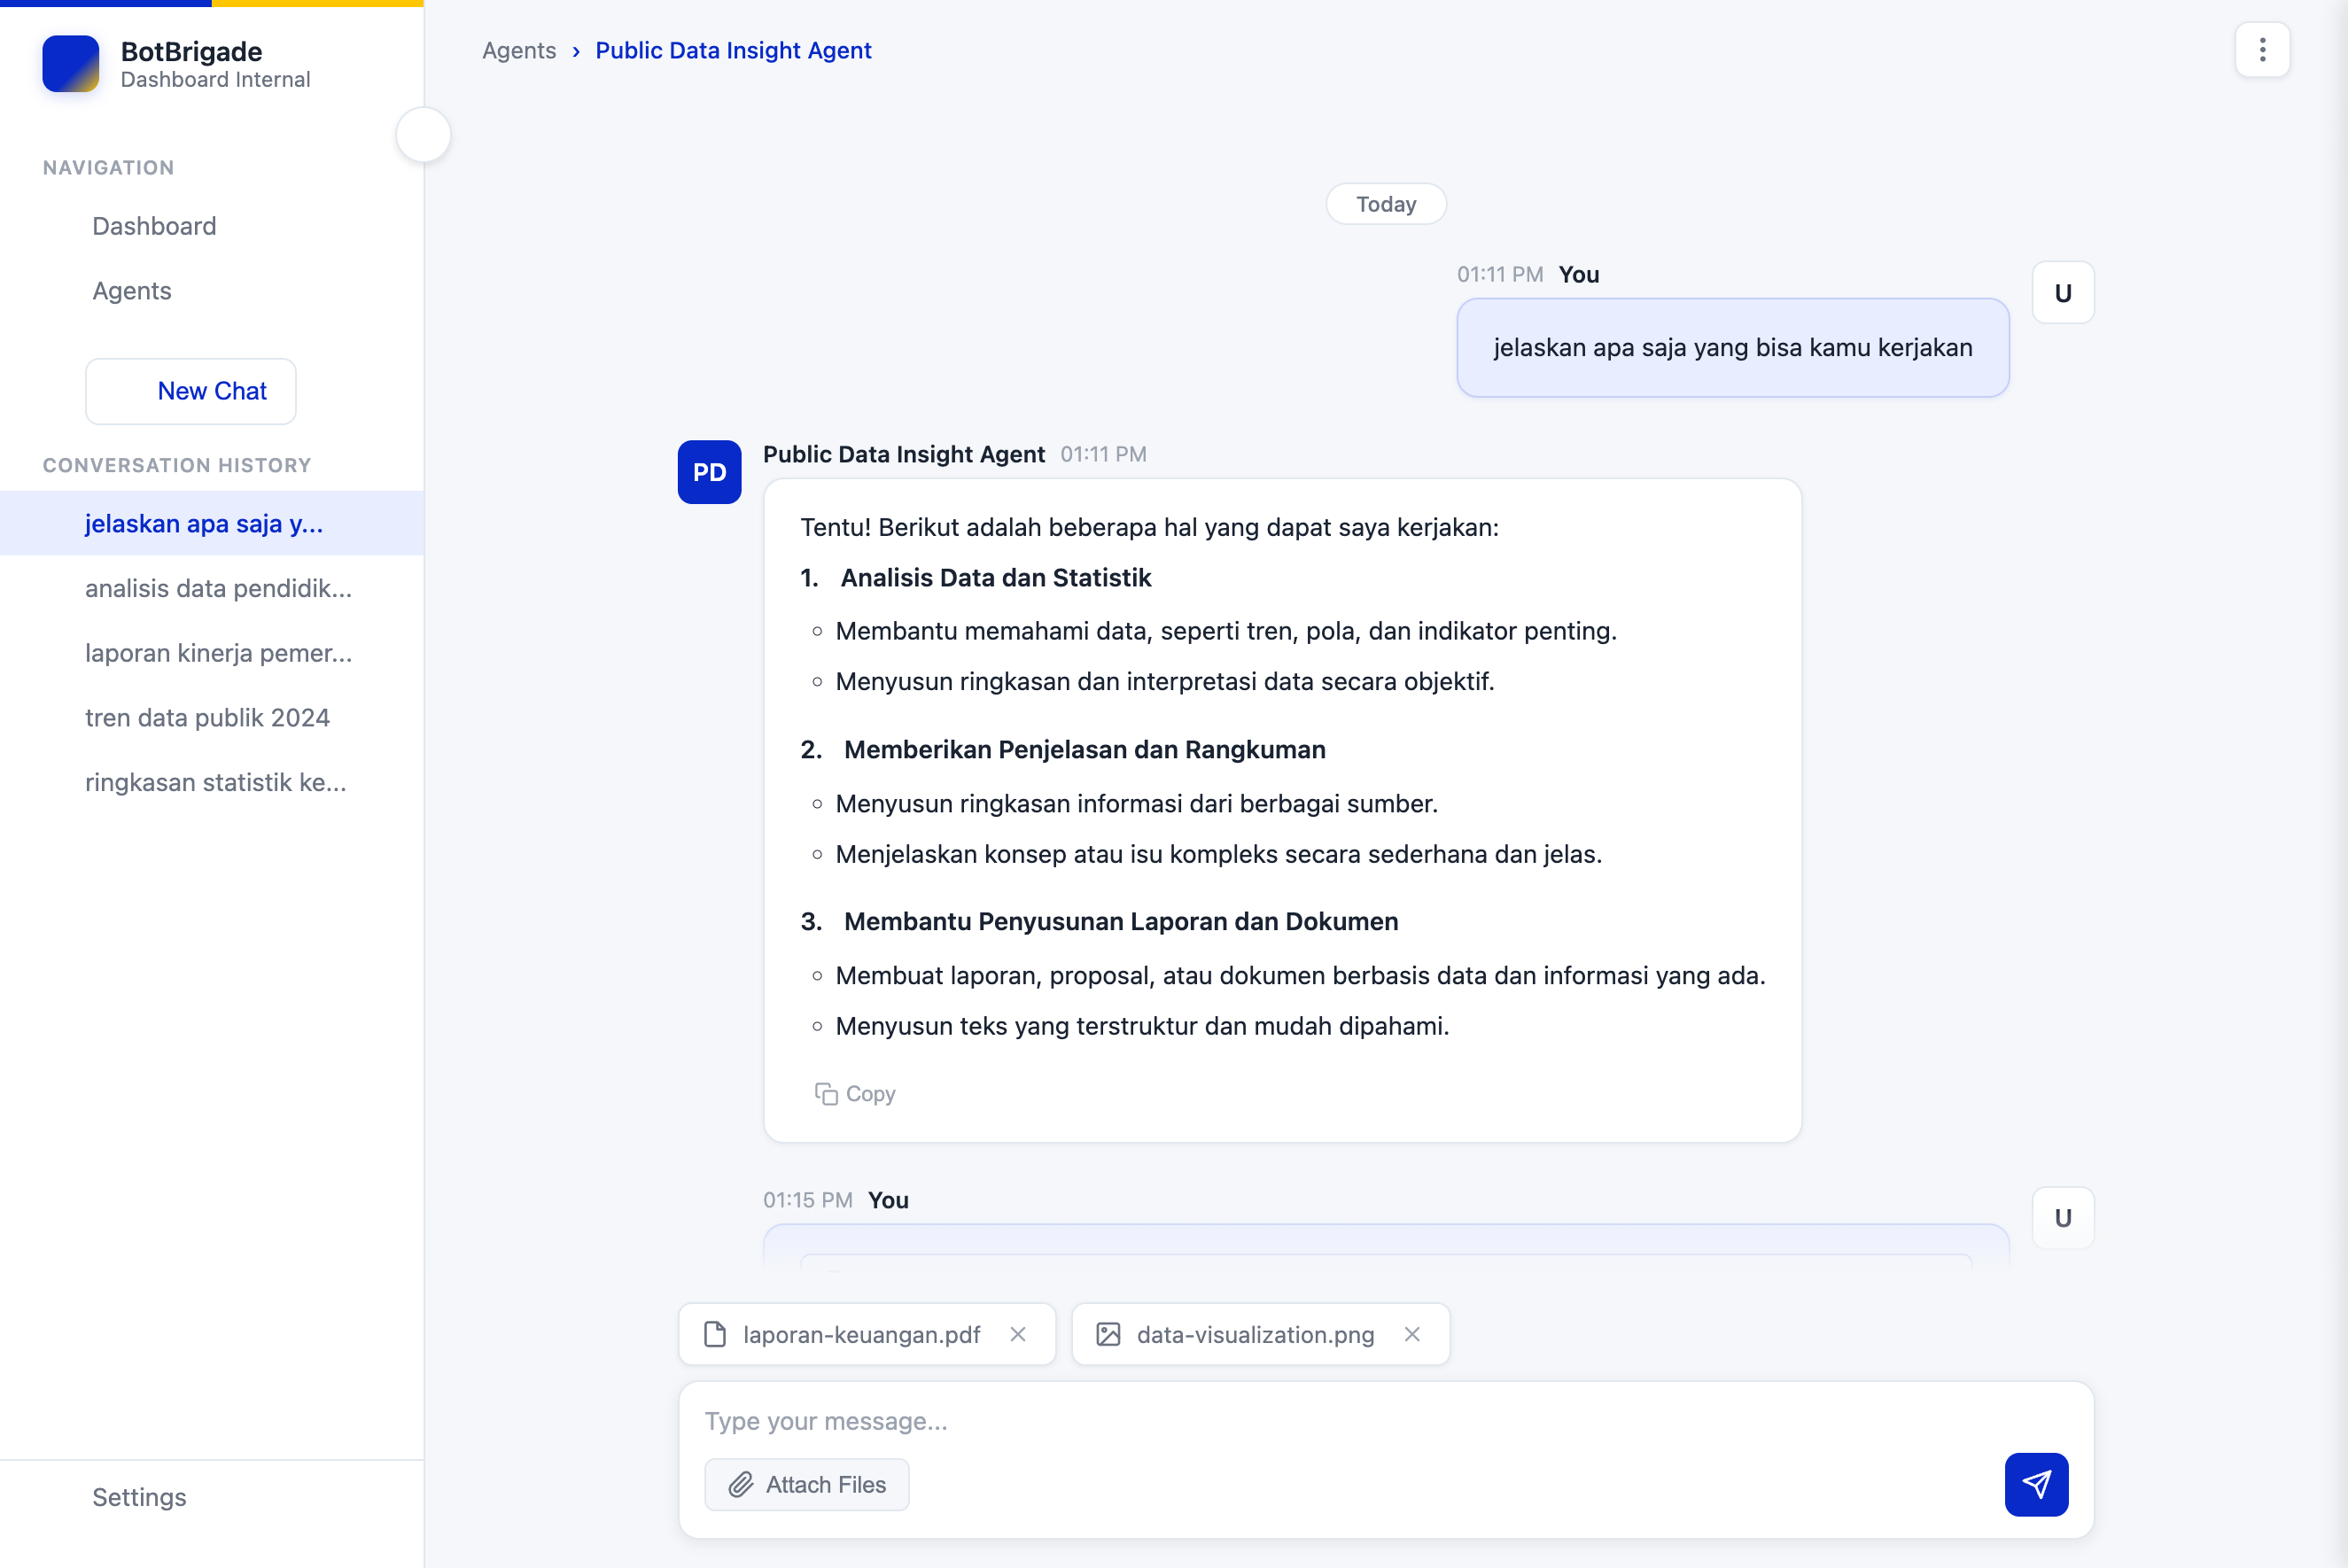 BotBrigade
Dashboard Internal
NAVIGATION
Dashboard
Agents
New Chat
CONVERSATION HISTORY
jelaskan apa saja y...
analisis data pendidik...
laporan kinerja pemer...
tren data publik 2024
ringkasan statistik ke...
Settings
Agents › Public Data Insight Agent
Today
01:11 PM You
U
jelaskan apa saja yang bisa kamu kerjakan
PD
Public Data Insight Agent 01:11 PM
Tentu! Berikut adalah beberapa hal yang dapat saya kerjakan:
1. Analisis Data dan Statistik
Membantu memahami data, seperti tren, pola, dan indikator penting.
Menyusun ringkasan dan interpretasi data secara objektif.
2. Memberikan Penjelasan dan Rangkuman
Menyusun ringkasan informasi dari berbagai sumber.
Menjelaskan konsep atau isu kompleks secara sederhana dan jelas.
3. Membantu Penyusunan Laporan dan Dokumen
Membuat laporan, proposal, atau dokumen berbasis data dan informasi yang ada.
Menyusun teks yang terstruktur dan mudah dipahami.
Copy
01:15 PM You
U
laporan-keuangan.pdf
data-visualization.png
Type your message...
Attach Files